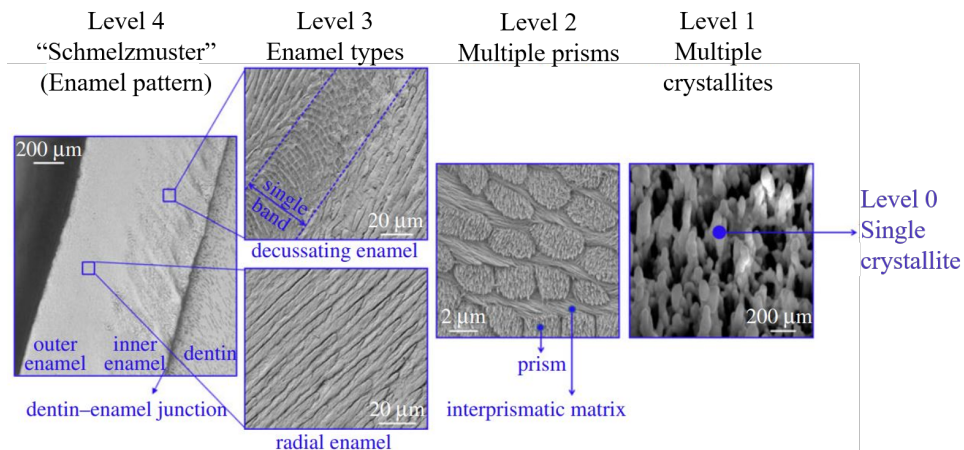 Level 4
“Schmelzmuster”
(Enamel pattern)
Level 3
Enamel types
Level 2
Multiple prisms
Level 1
Multiple
crystallites
200 μm
outer
enamel
inner
enamel
dentin
dentin–enamel junction
single
band
20 μm
decussating enamel
20 μm
radial enamel
2 μm
prism
interprismatic matrix
200 μm
Level 0
Single
crystallite